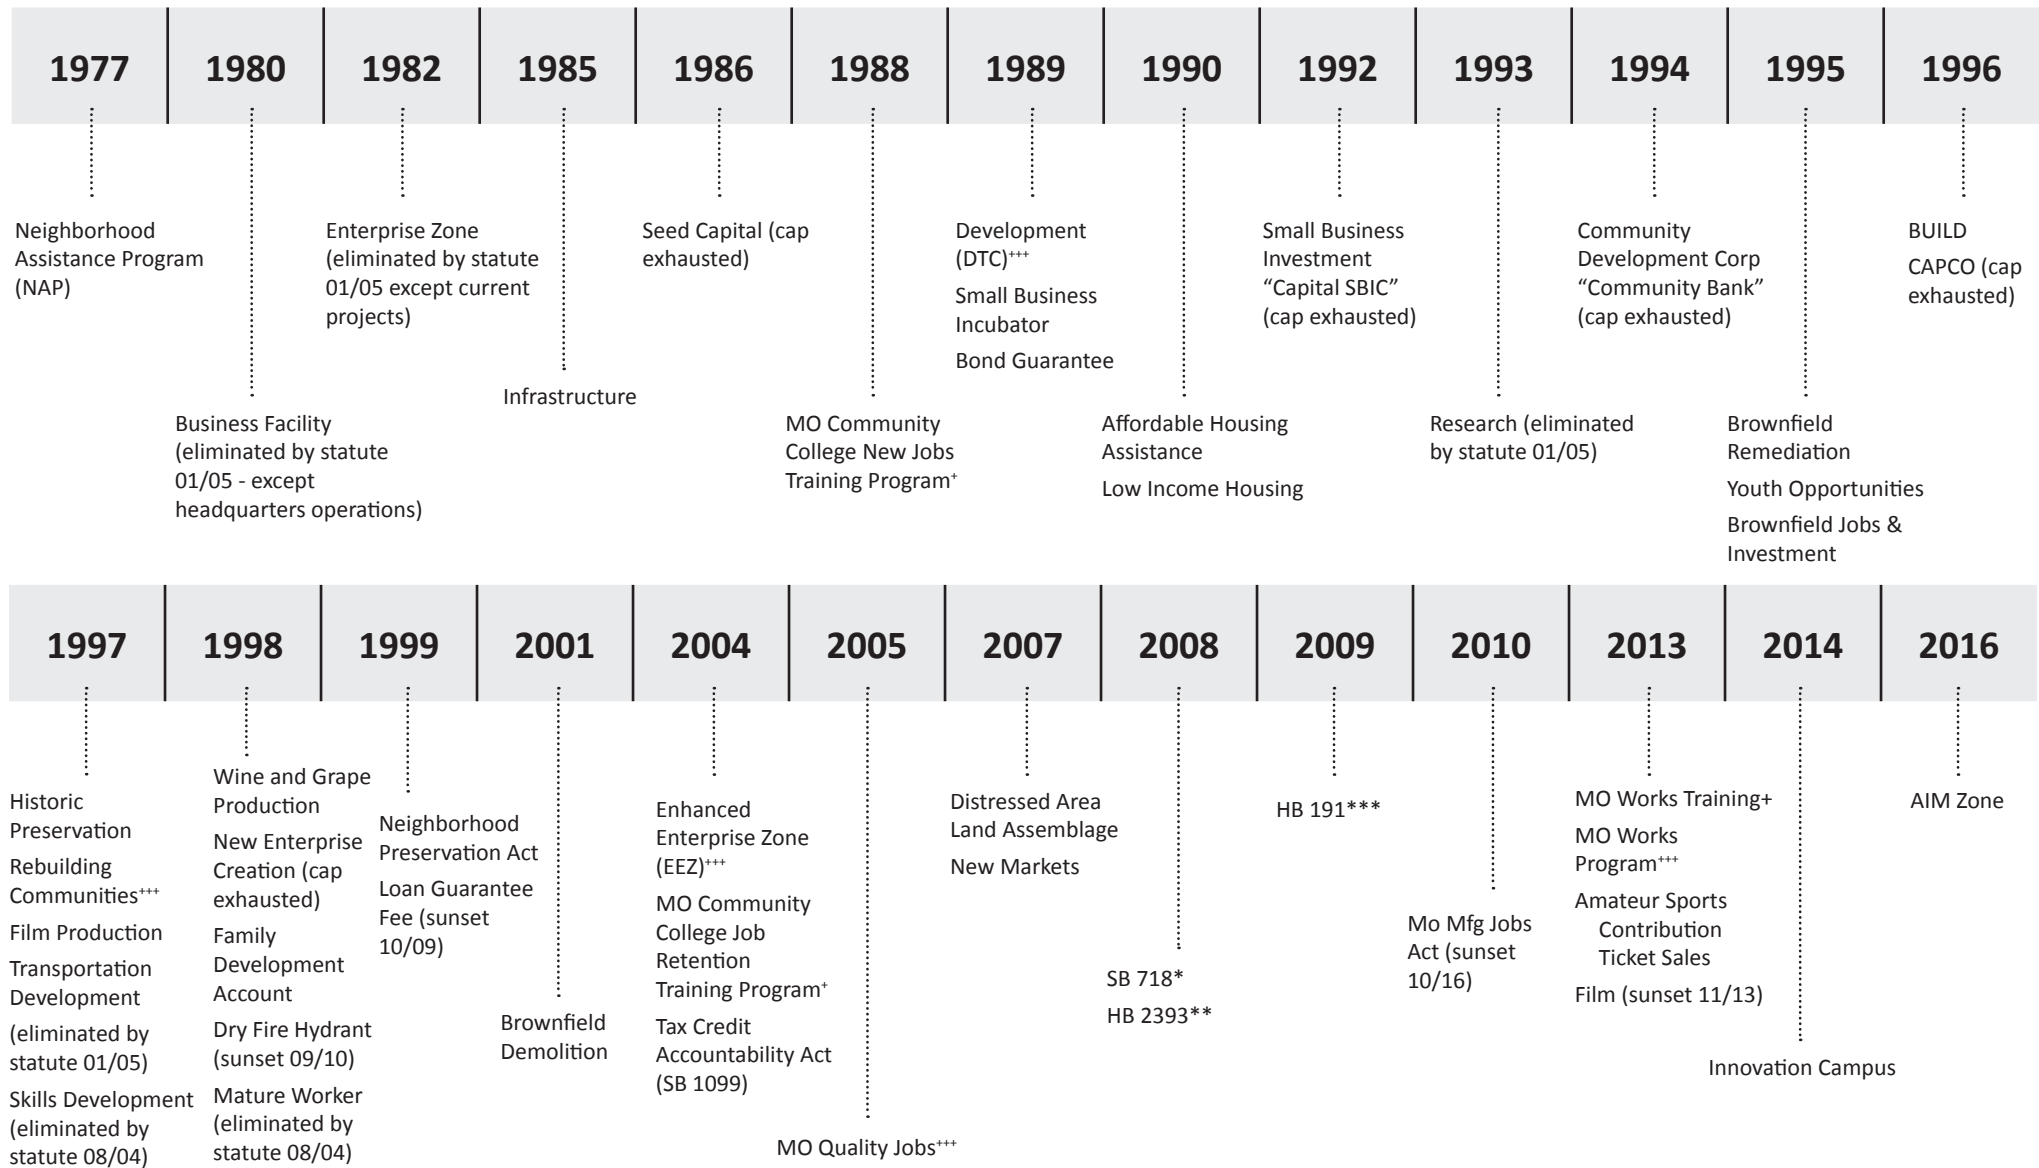 1977
1980
1982
1985
1986
1988
1989
1990
1992
1993
1994
1995
1996
Neighborhood
Assistance Program
(NAP)
Business Facility
(eliminated by statute
01/05 - except
headquarters operations)
Enterprise Zone
(eliminated by statute
01/05 except current
projects)
Infrastructure
Seed Capital (cap
exhausted)
MO Community
College New Jobs
Training Program⁺
Development
(DTC)⁺⁺⁺
Small Business
Incubator
Bond Guarantee
Affordable Housing
Assistance
Low Income Housing
Small Business
Investment
“Capital SBIC”
(cap exhausted)
Research (eliminated
by statute 01/05)
Community
Development Corp
“Community Bank”
(cap exhausted)
Brownfield
Remediation
Youth Opportunities
Brownfield Jobs &
Investment
BUILD
CAPCO (cap
exhausted)
1997
1998
1999
2001
2004
2005
2007
2008
2009
2010
2013
2014
2016
Historic
Preservation
Rebuilding
Communities⁺⁺⁺
Film Production
Transportation
Development
(eliminated by
statute 01/05)
Skills Development
(eliminated by
statute 08/04)
Wine and Grape
Production
New Enterprise
Creation (cap
exhausted)
Family
Development
Account
Dry Fire Hydrant
(sunset 09/10)
Mature Worker
(eliminated by
statute 08/04)
Neighborhood
Preservation Act
Loan Guarantee
Fee (sunset
10/09)
Brownfield
Demolition
Enhanced
Enterprise Zone
(EEZ)⁺⁺⁺
MO Community
College Job
Retention
Training Program⁺
Tax Credit
Accountability Act
(SB 1099)
MO Quality Jobs⁺⁺⁺
Distressed Area
Land Assemblage
New Markets
SB 718*
HB 2393**
HB 191***
Mo Mfg Jobs
Act (sunset
10/16)
MO Works Training+
MO Works
Program⁺⁺⁺
Amateur Sports
Contribution
Ticket Sales
Film (sunset 11/13)
Innovation Campus
AIM Zone